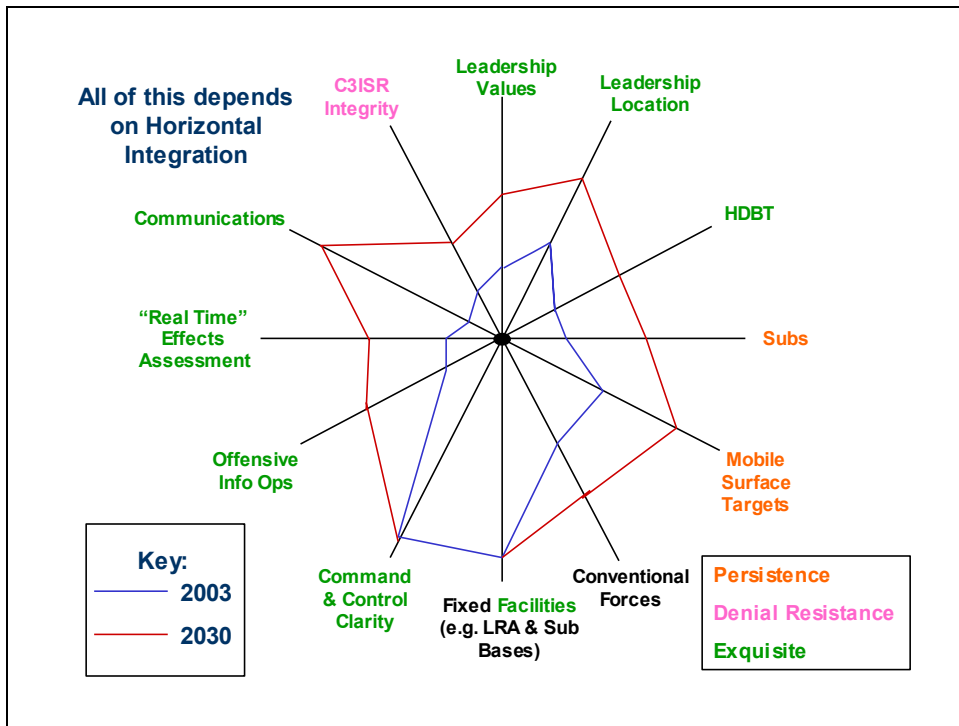 All of this depends
on Horizontal
Integration
C3ISR
Integrity
Leadership
Values
Leadership
Location
Communications
HDBT
“Real Time”
Effects
Assessment
Subs
Offensive
Info Ops
Mobile
Surface
Targets
Command
& Control
Clarity
Fixed Facilities
(e.g. LRA & Sub
Bases)
Conventional
Forces
Key:
2003
2030
Persistence
Denial Resistance
Exquisite